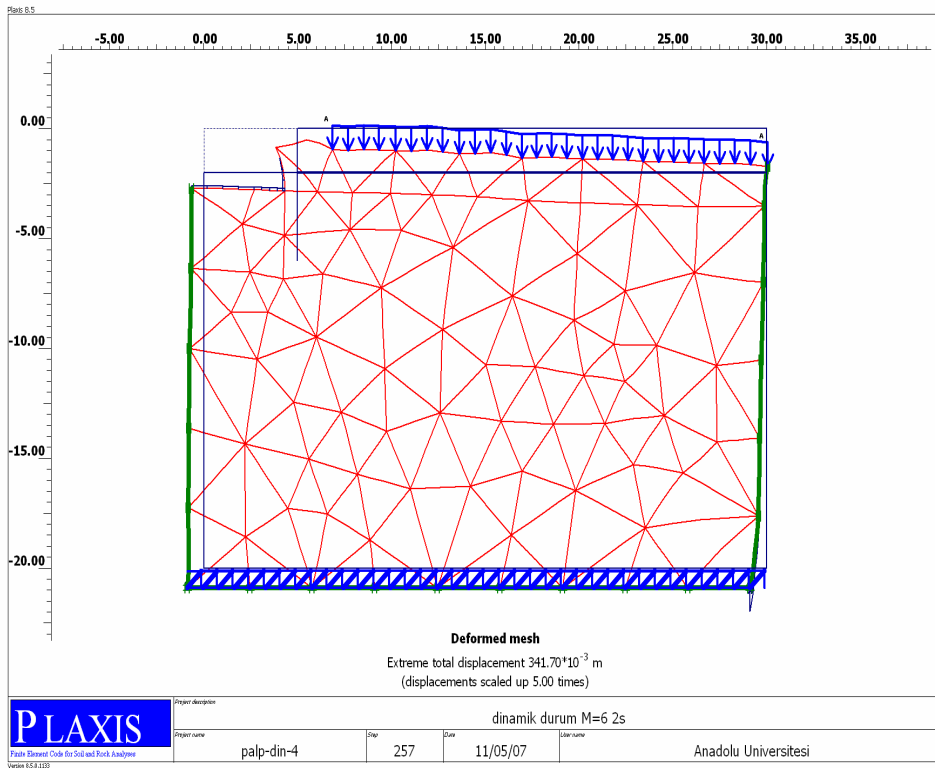 Plaxis 8.5
-5.00 0.00 5.00 10.00 15.00 20.00 25.00 30.00 35.00
0.00
A
A
-5.00
-10.00
-15.00
-20.00
Deformed mesh
Extreme total displacement 341.70*10⁻³ m
(displacements scaled up 5.00 times)
PLAXIS
Finite Element Code for Soil and Rock Analyses
Version 8.5.0.1133
Project description
dinamik durum M=6 2s
Project name
palp-din-4
Step
257
Date
11/05/07
User name
Anadolu Universitesi